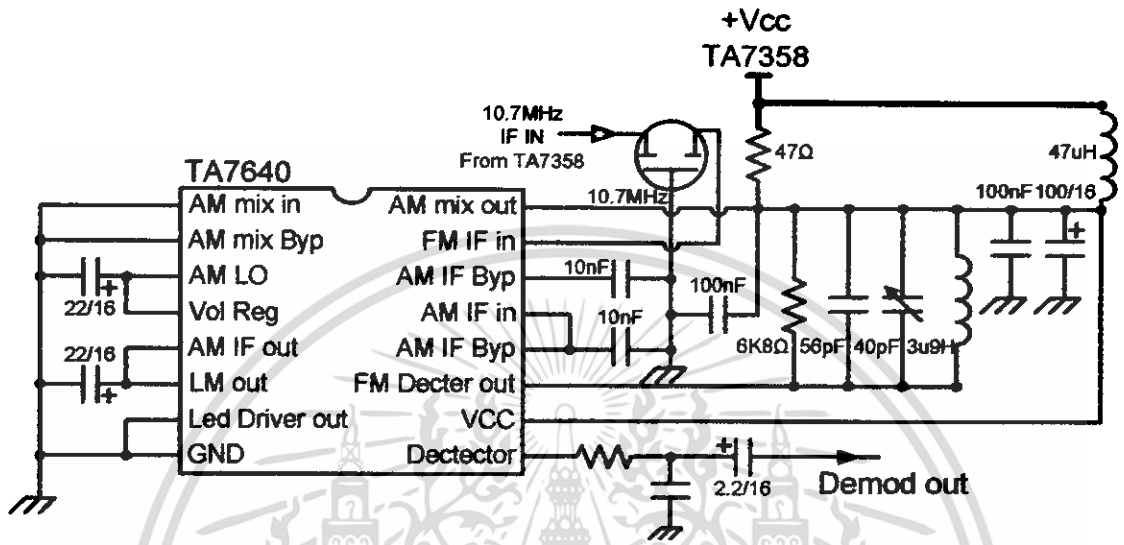 +Vcc
TA7358
10.7MHz
IF IN
From TA7358
47Ω
47uH
TA7640
10.7MHz
100nF 100/16
AM mix in
AM mix out
AM mix Byp
FM IF in
AM LO
AM IF Byp
10nF
22/16
+
Vol Reg
AM IF in
10nF
100nF
+
AM IF out
AM IF Byp
22/16
+
LM out
FM Decter out
6K8Ω 56pF 40pF 3u9H
Led Driver out
VCC
GND
Dectector
+
2.2/16
Demod out